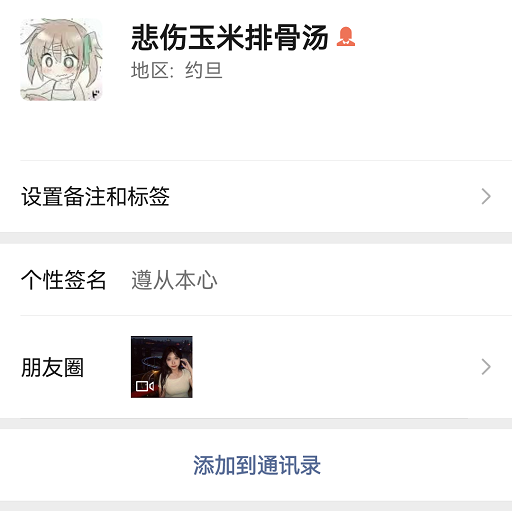 悲伤玉米排骨汤
地区: 约旦
设置备注和标签
个性签名 遵从本心
朋友圈
添加到通讯录